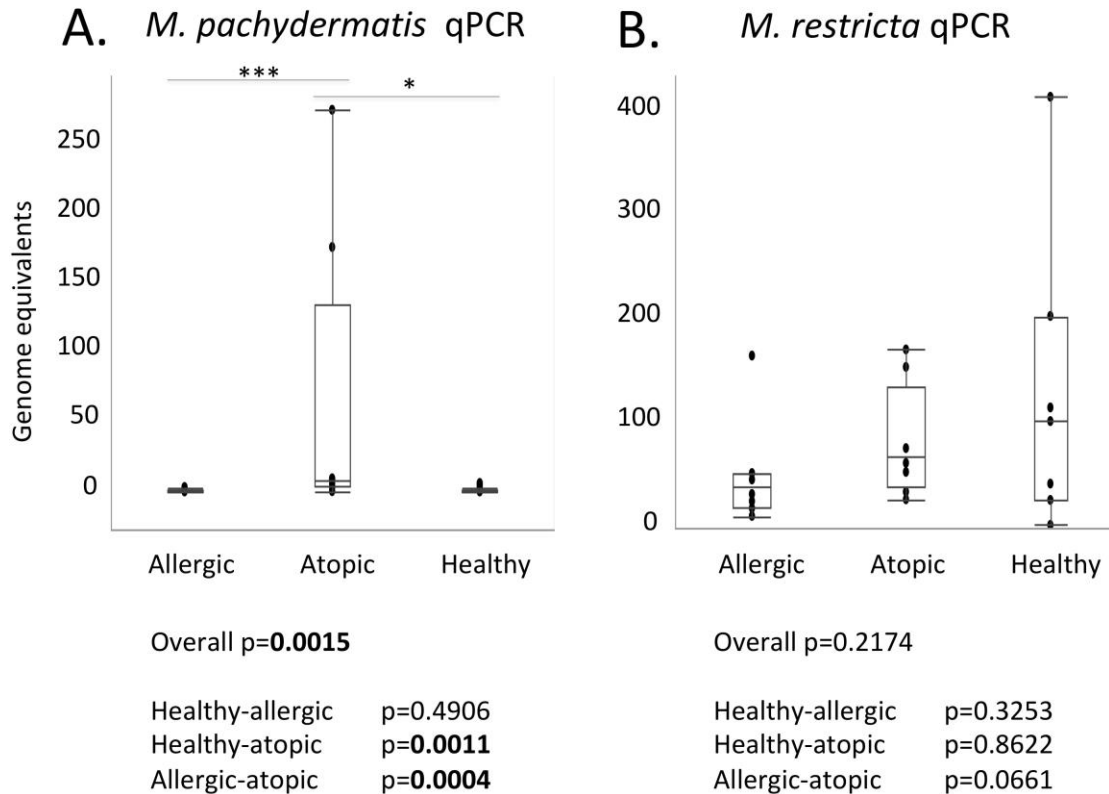 A. M. pachydermatis qPCR
***
*
Genome equivalents
250
200
150
100
50
0
Allergic Atopic Healthy
Overall p=0.0015
Healthy-allergic p=0.4906
Healthy-atopic p=0.0011
Allergic-atopic p=0.0004
B. M. restricta qPCR
400
300
200
100
0
Allergic Atopic Healthy
Overall p=0.2174
Healthy-allergic p=0.3253
Healthy-atopic p=0.8622
Allergic-atopic p=0.0661